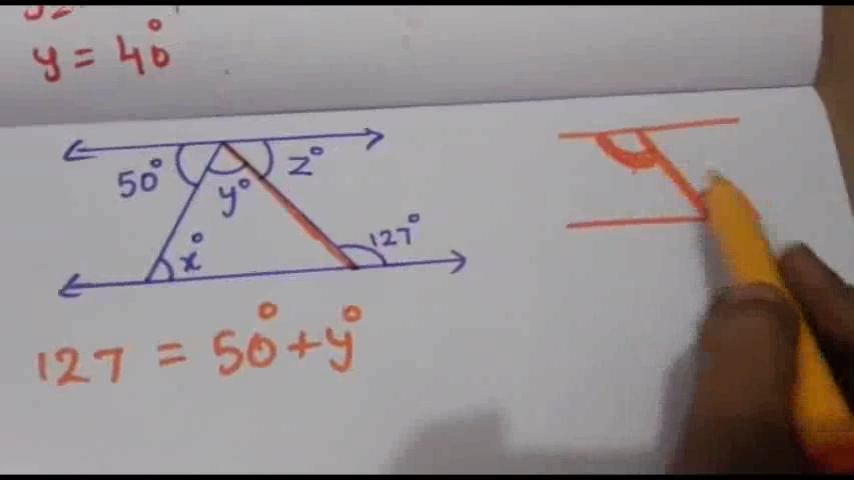 y = 40°
50°
y°
z°
x°
127°
127 = 50° + y°